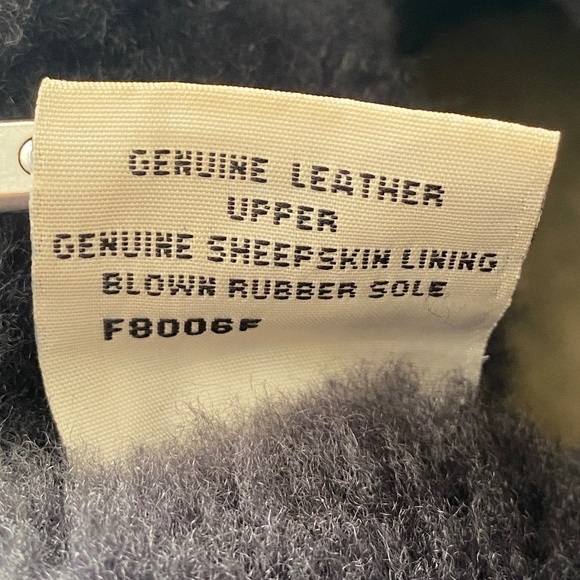 GENUINE LEATHER
UPPER
GENUINE SHEEPSKIN LINING
BLOWN RUBBER SOLE
F8006F